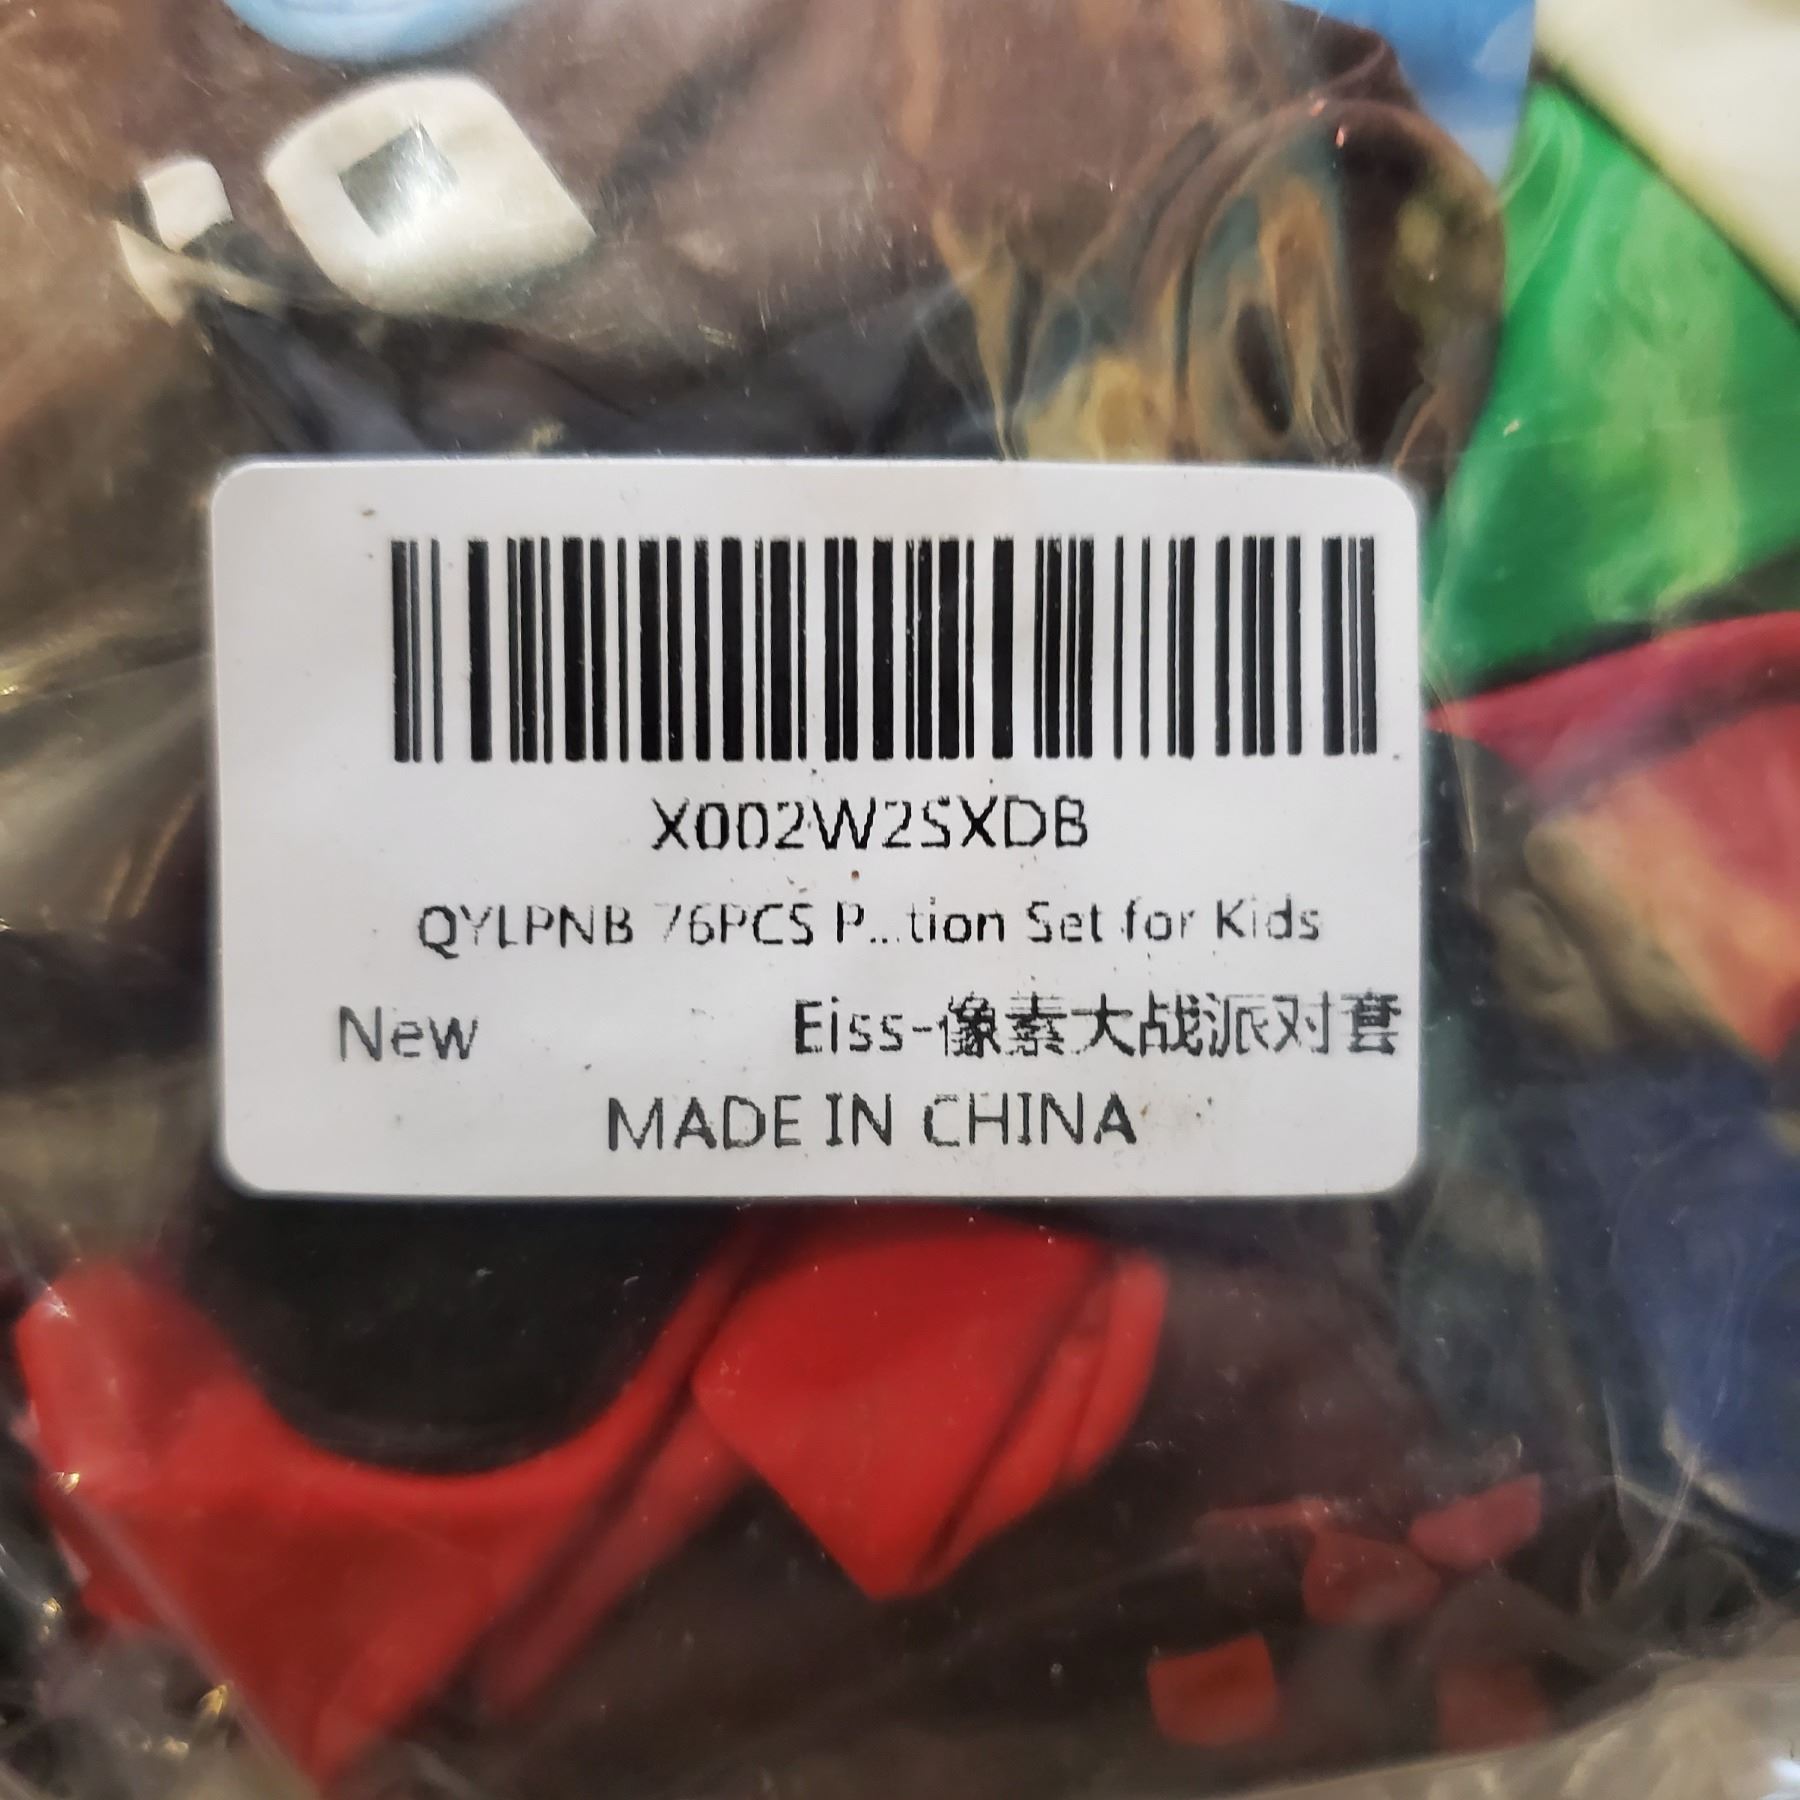 X002W2SXDB
QYLPNB 76PCS P...tion Set for Kids
New Eiss-像素大战派对套
MADE IN CHINA